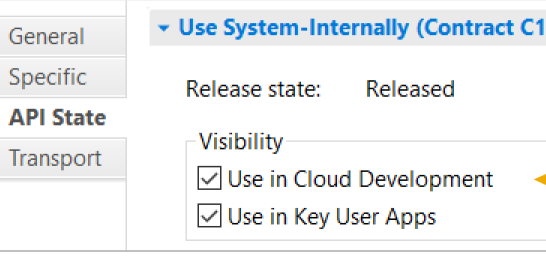 General
Specific
API State
Transport
Use System-Internally (Contract C1
Release state: Released
Visibility
Use in Cloud Development
Use in Key User Apps